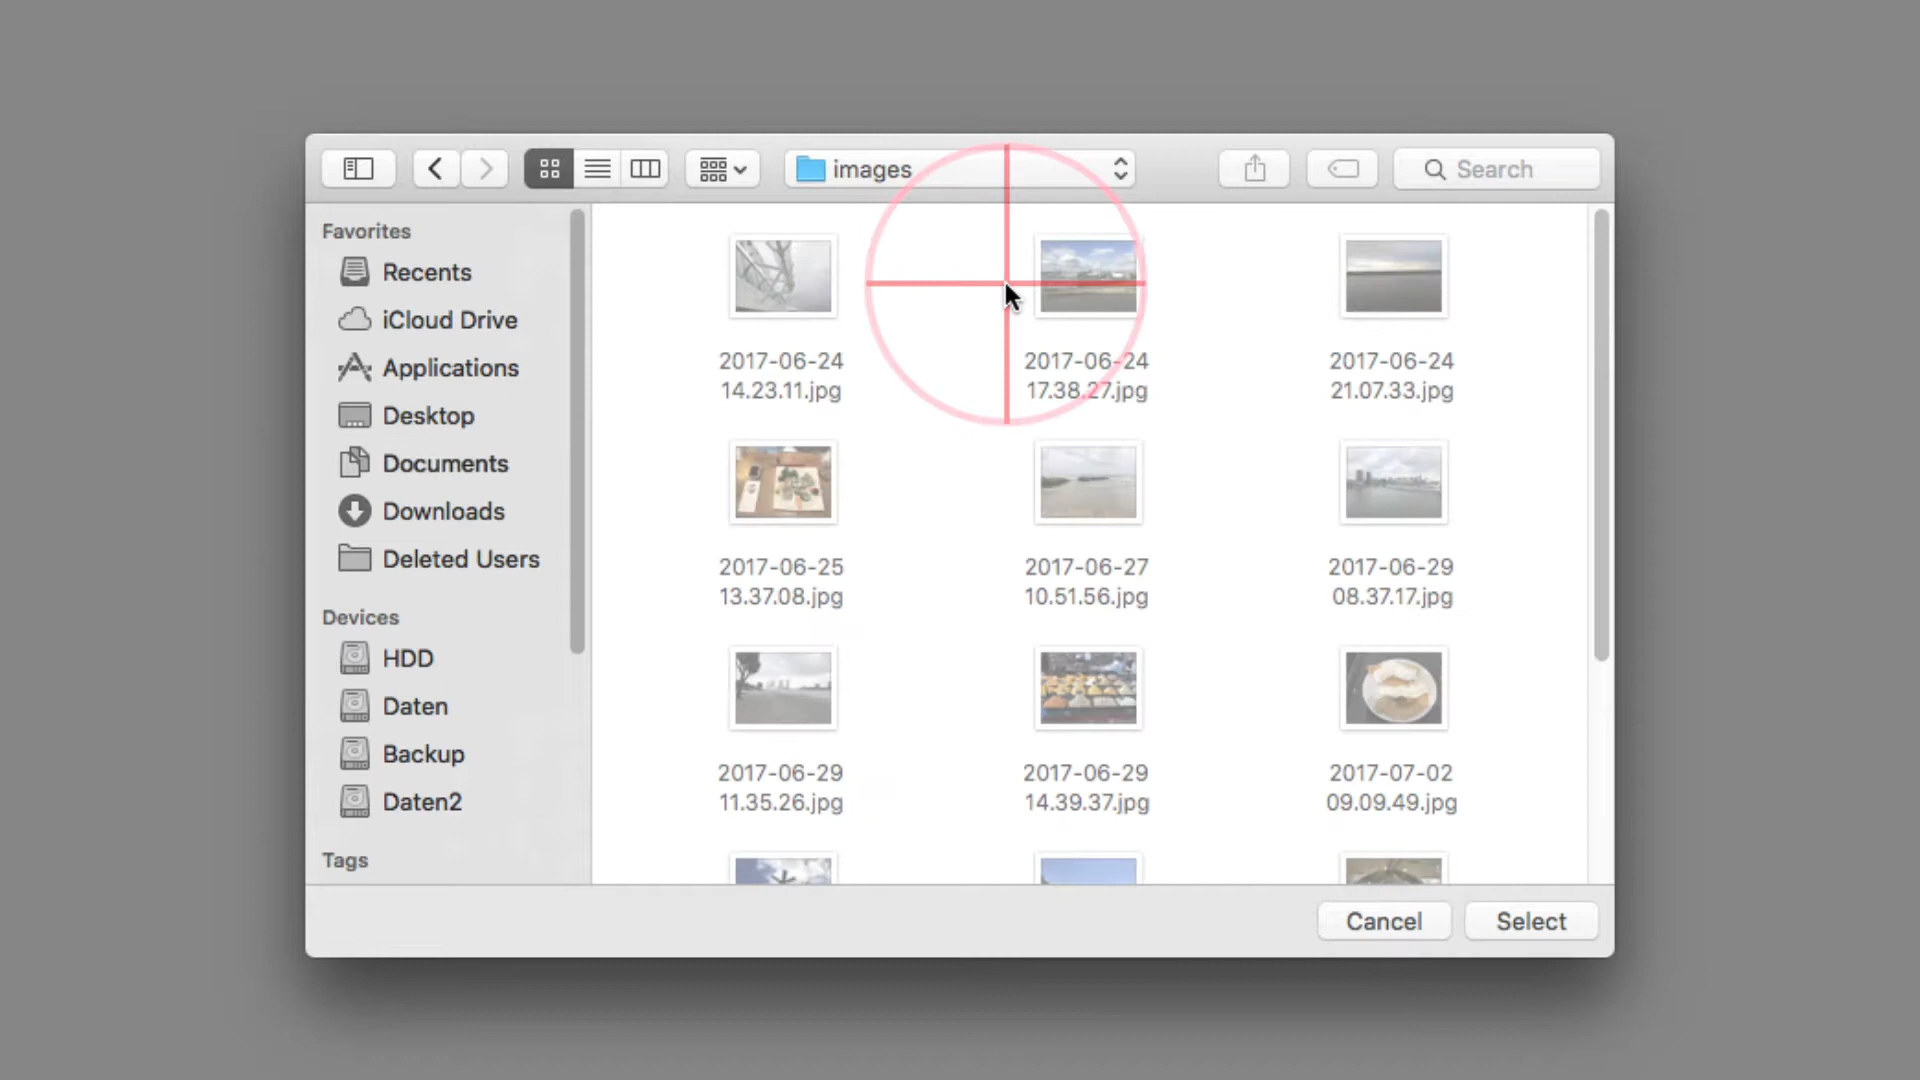 images
Search
Favorites
Recents
iCloud Drive
Applications
Desktop
Documents
Downloads
Deleted Users
Devices
HDD
Daten
Backup
Daten2
Tags
2017-06-24
14.23.11.jpg
2017-06-24
17.38.27.jpg
2017-06-24
21.07.33.jpg
2017-06-25
13.37.08.jpg
2017-06-27
10.51.56.jpg
2017-06-29
08.37.17.jpg
2017-06-29
11.35.26.jpg
2017-06-29
14.39.37.jpg
2017-07-02
09.09.49.jpg
Cancel
Select